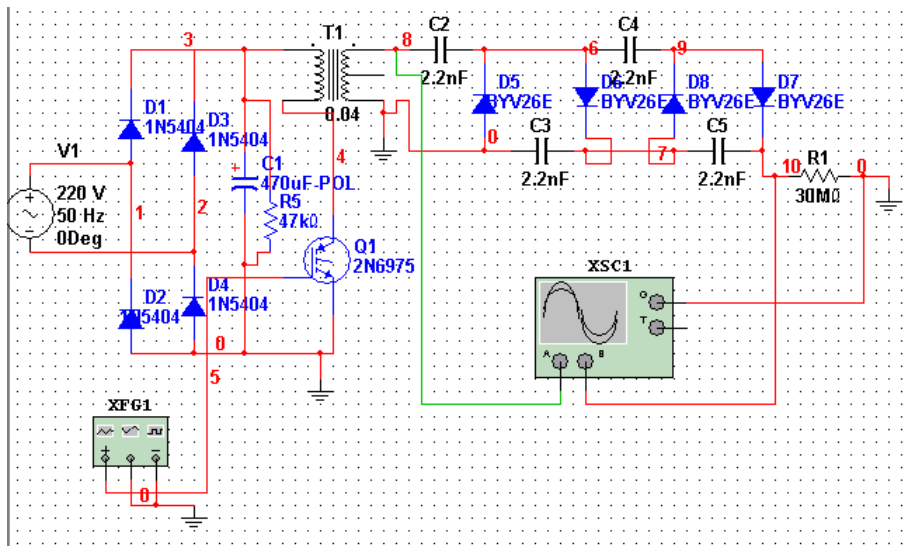 T1
C2
C4
3
8
6
9
2.2nF
2.2nF
D5
D6
D8
D7
BYV26E
BYV26E
BYV26E
BYV26E
D1
1N5404
D3
1N5404
0.04
0
C3
C5
V1
4
7
C1
470uF-POL
2.2nF
2.2nF
10
R1
0
30MΩ
220 V
50 Hz
0Deg
1
2
R5
47kΩ
Q1
2N6975
XSC1
G
T
A
B
D2
1N5404
D4
1N5404
0
5
XFG1
0